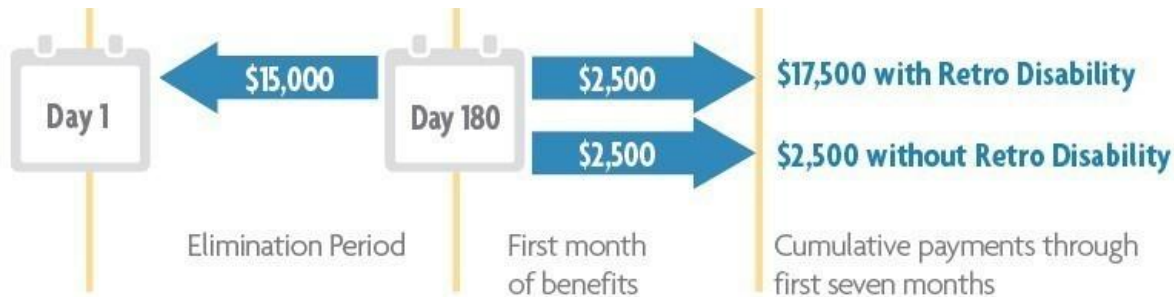 Day 1
$15,000
Day 180
$2,500
$17,500 with Retro Disability
$2,500
$2,500 without Retro Disability
Elimination Period
First month
of benefits
Cumulative payments through
first seven months